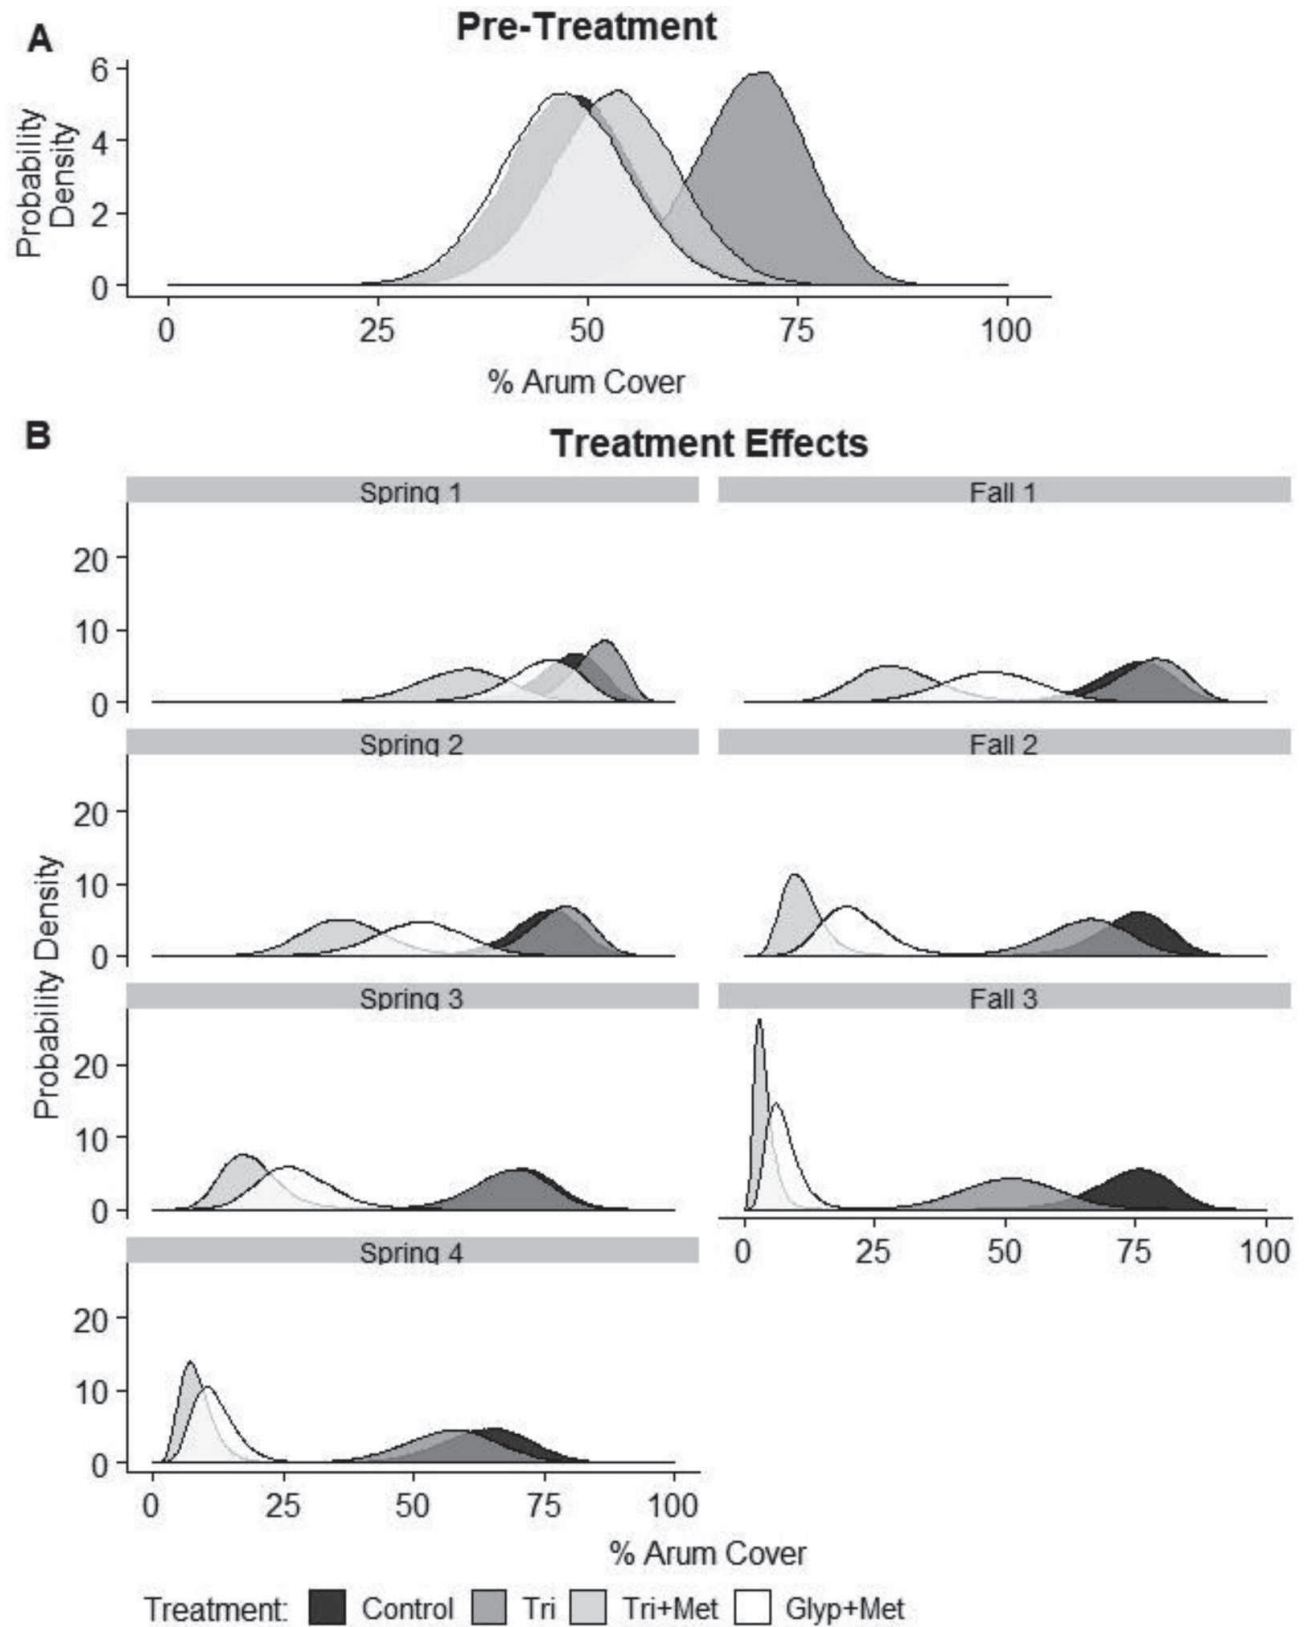 A
Pre-Treatment
6
4
2
0
Probability
Density
0 25 50 75 100
% Arum Cover
B
Treatment Effects
Spring 1 Fall 1
20
10
0
Spring 2 Fall 2
20
10
0
Probability Density
Spring 3 Fall 3
20
10
0
0 25 50 75 100
Spring 4
20
10
0
0 25 50 75 100
% Arum Cover
Treatment: Control Tri Tri+Met Glyp+Met